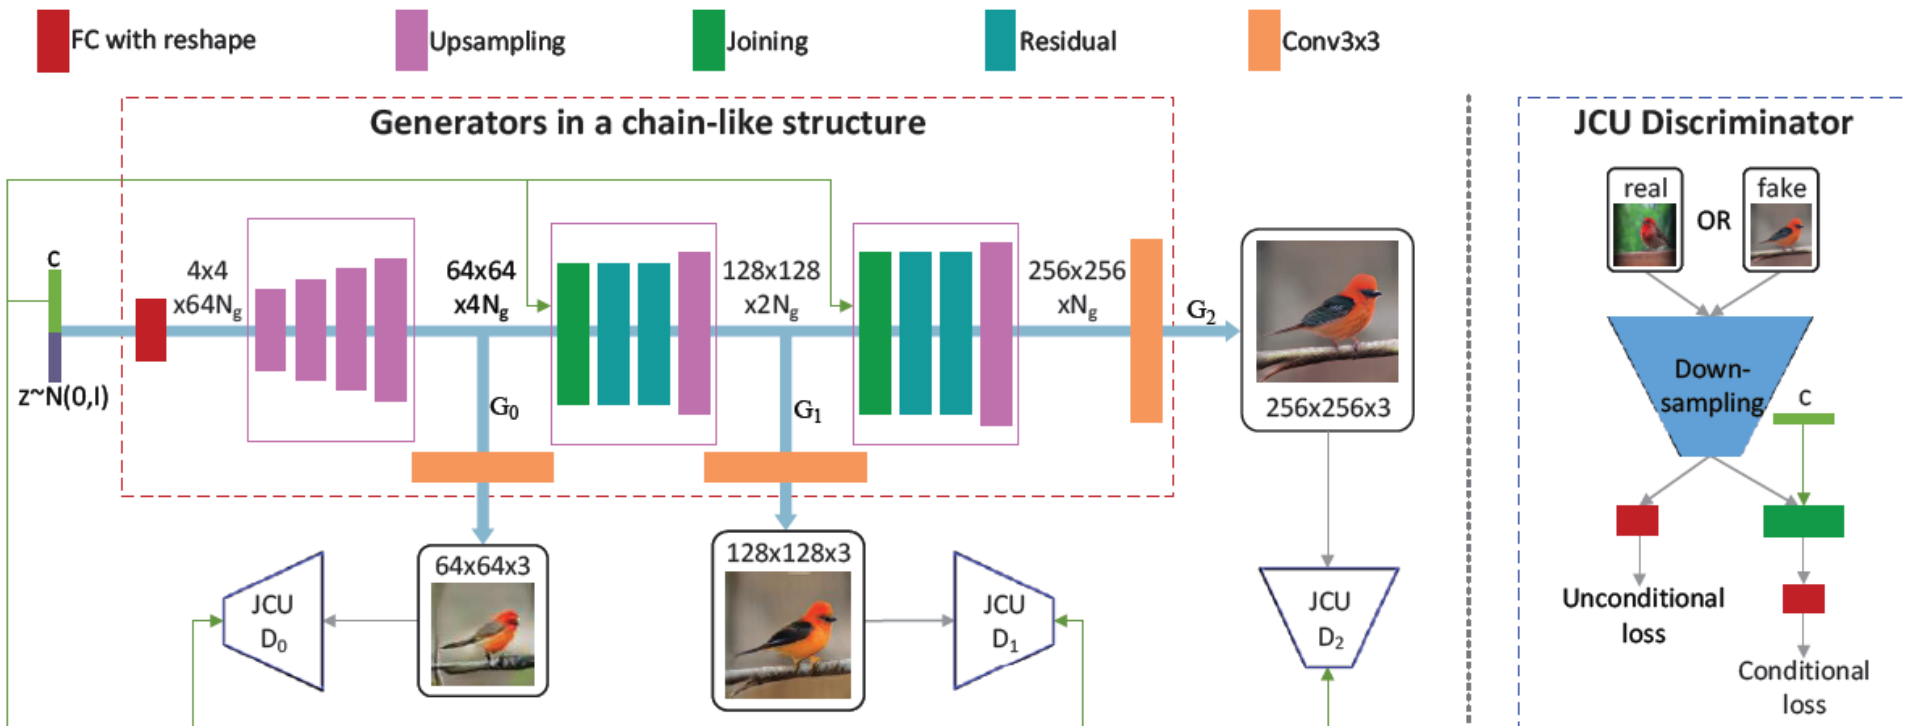 FC with reshape
Upsampling
Joining
Residual
Conv3x3
Generators in a chain-like structure
c
z~N(0,I)
4x4
x64Ng
64x64
x4Ng
128x128
x2Ng
256x256
xNg
G0
G1
G2
64x64x3
128x128x3
256x256x3
JCU
D0
JCU
D1
JCU
D2
JCU Discriminator
real
OR
fake
Down-
sampling
c
Unconditional
loss
Conditional
loss